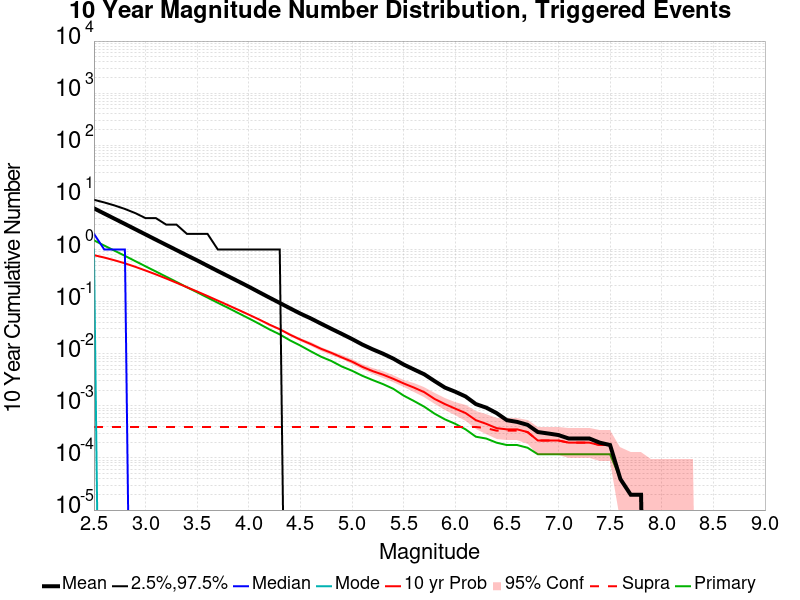 10 Year Magnitude Number Distribution, Triggered Events
10 Year Cumulative Number
10^4
10^3
10^2
10^1
10^0
10^-1
10^-2
10^-3
10^-4
10^-5
2.5 3.0 3.5 4.0 4.5 5.0 5.5 6.0 6.5 7.0 7.5 8.0 8.5 9.0
Magnitude
Mean 2.5%,97.5% Median Mode 10 yr Prob 95% Conf Supra Primary